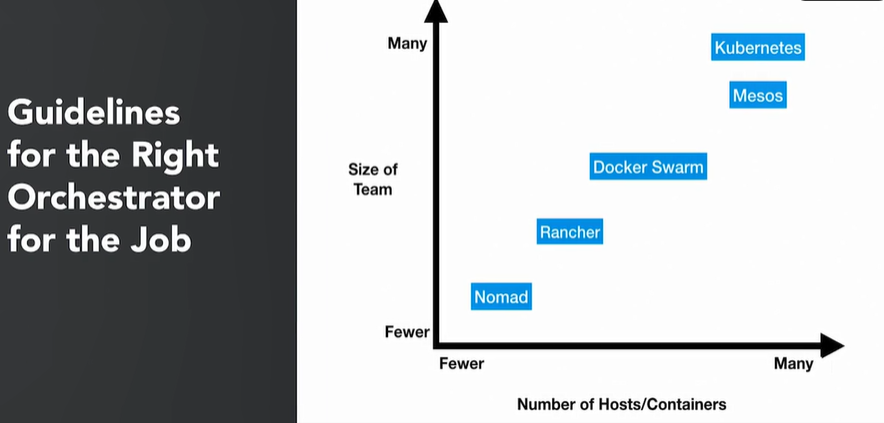 Guidelines
for the Right
Orchestrator
for the Job
Many
Kubernetes
Mesos
Size of
Team
Docker Swarm
Rancher
Nomad
Fewer
Fewer
Many
Number of Hosts/Containers